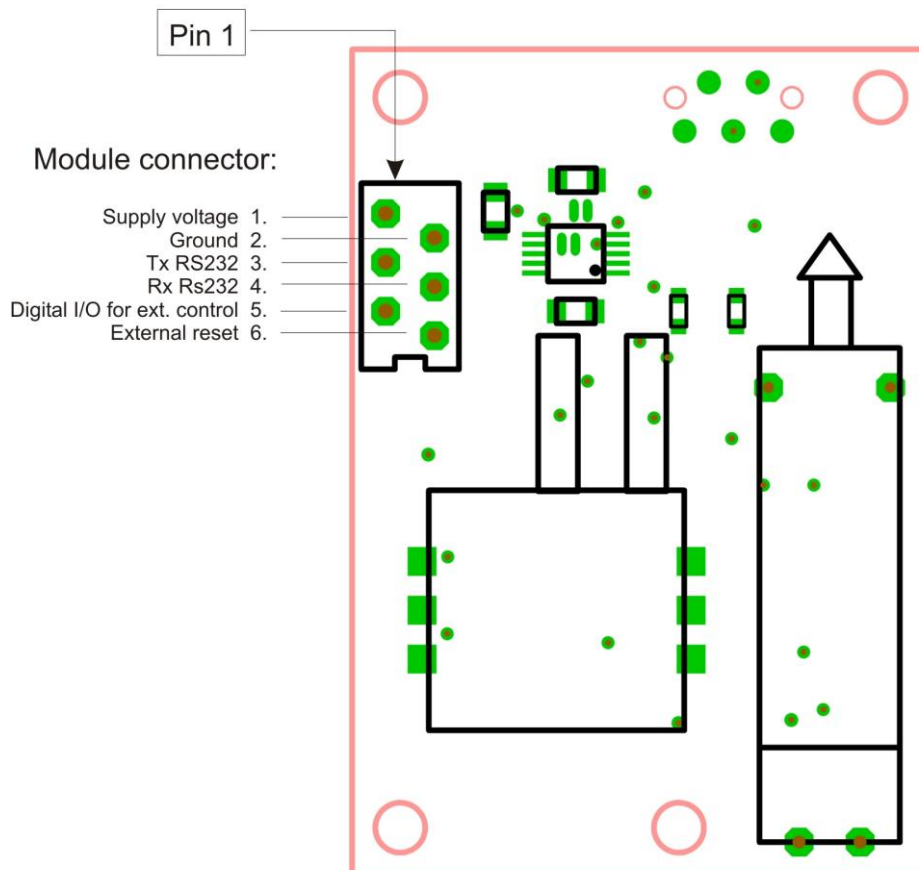 Pin 1
Module connector:
Supply voltage 1.
Ground 2.
Tx RS232 3.
Rx Rs232 4.
Digital I/O for ext. control 5.
External reset 6.